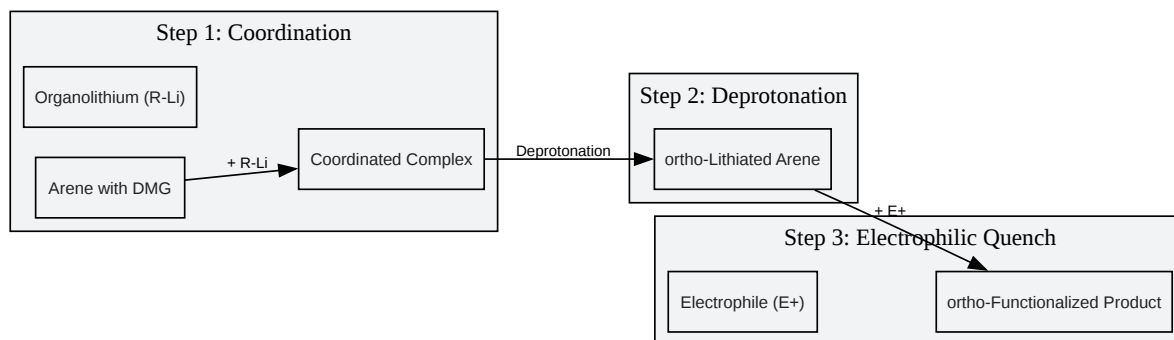 Step 1: Coordination
Organolithium (R-Li)
Arene with DMG
+ R-Li
Coordinated Complex
Deprotonation
Step 2: Deprotonation
ortho-Lithiated Arene
+ E+
Step 3: Electrophilic Quench
Electrophile (E+)
ortho-Functionalized Product